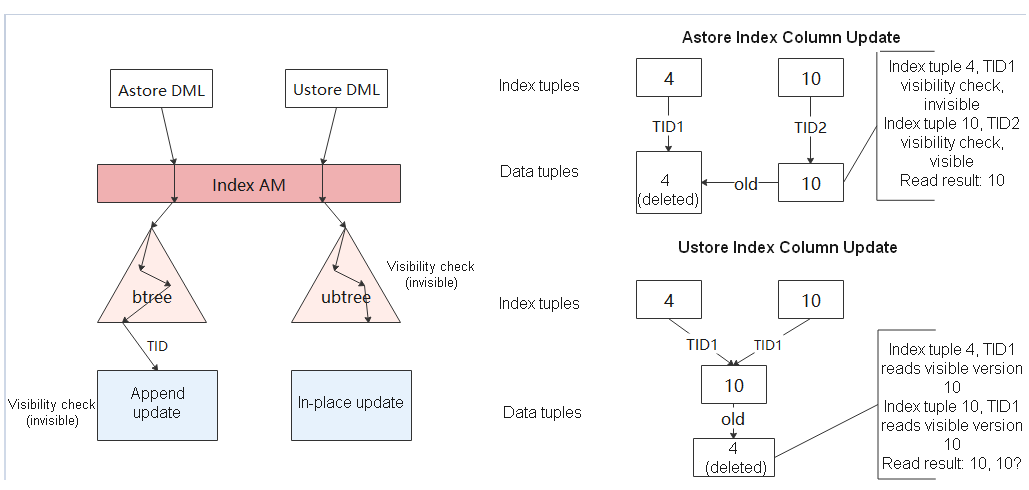 Astore DML
Ustore DML
Index AM
btree
ubtree
Visibility check
(invisible)
TID
Append
update
In-place update
Visibility check
(invisible)
Astore Index Column Update
Index tuples
4
10
TID1
TID2
Data tuples
4
(deleted)
old
10
Index tuple 4, TID1
visibility check,
invisible
Index tuple 10, TID2
visibility check,
visible
Read result: 10
Ustore Index Column Update
Index tuples
4
10
TID1
TID1
10
old
Data tuples
4
(deleted)
Index tuple 4, TID1
reads visible version
10
Index tuple 10, TID1
reads visible version
10
Read result: 10, 10?